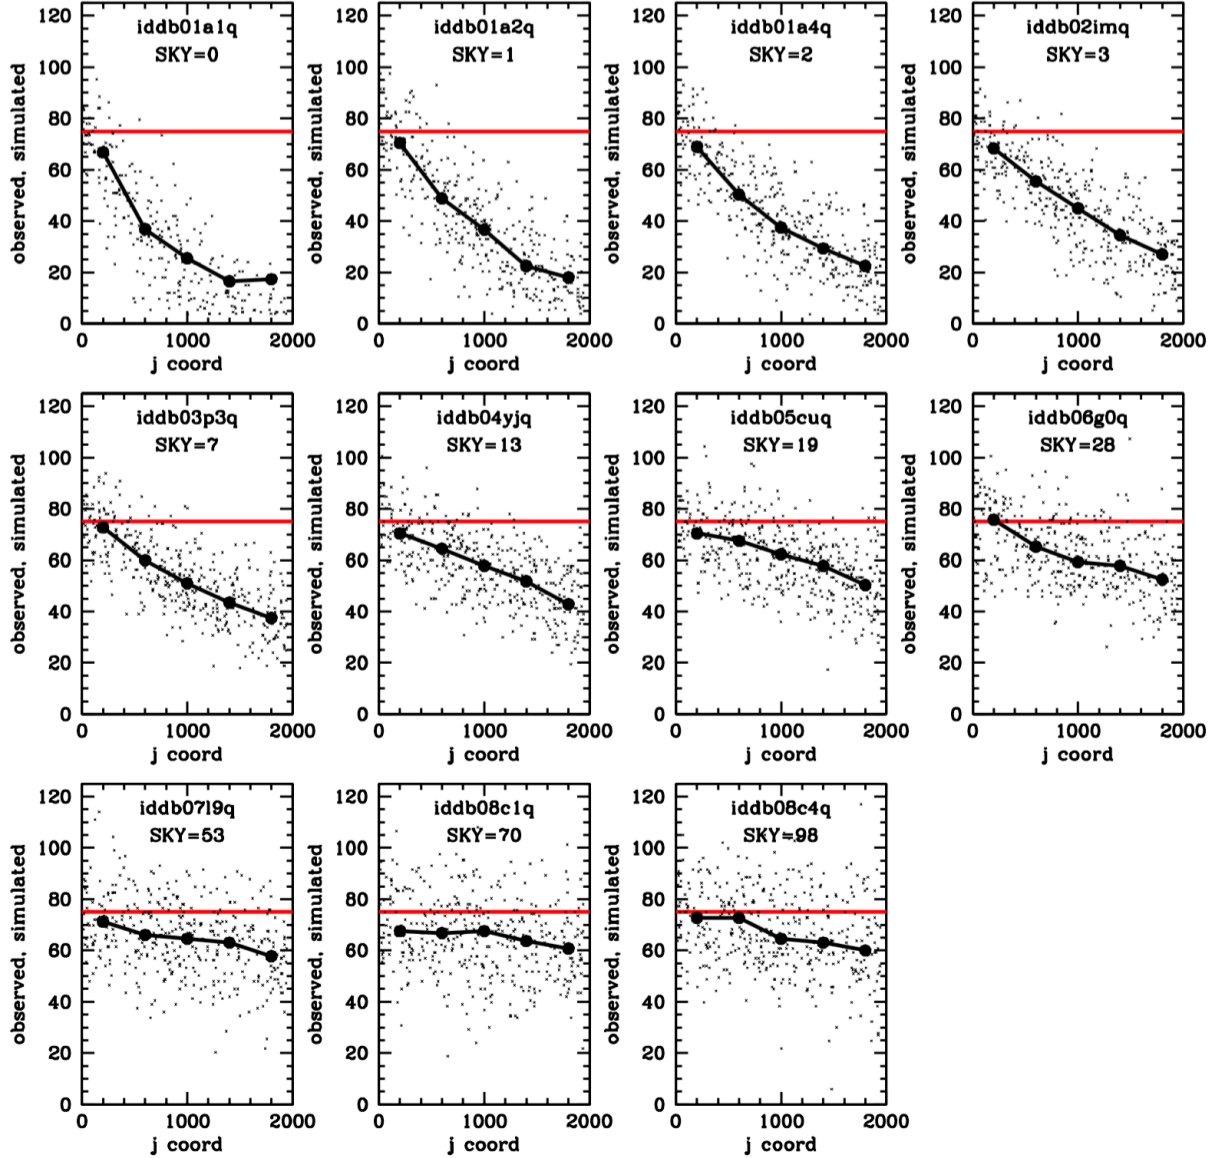 iddb01a1q
SKY=0
observed, simulated
120
100
80
60
40
20
0
0 1000 2000
j coord
iddb01a2q
SKY=1
observed, simulated
120
100
80
60
40
20
0
0 1000 2000
j coord
iddb01a4q
SKY=2
observed, simulated
120
100
80
60
40
20
0
0 1000 2000
j coord
iddb02imq
SKY=3
observed, simulated
120
100
80
60
40
20
0
0 1000 2000
j coord
iddb03p3q
SKY=7
observed, simulated
120
100
80
60
40
20
0
0 1000 2000
j coord
iddb04yjq
SKY=13
observed, simulated
120
100
80
60
40
20
0
0 1000 2000
j coord
iddb05cuq
SKY=19
observed, simulated
120
100
80
60
40
20
0
0 1000 2000
j coord
iddb06g0q
SKY=28
observed, simulated
120
100
80
60
40
20
0
0 1000 2000
j coord
iddb07l9q
SKY=53
observed, simulated
120
100
80
60
40
20
0
0 1000 2000
j coord
iddb08c1q
SKY=70
observed, simulated
120
100
80
60
40
20
0
0 1000 2000
j coord
iddb08c4q
SKY=98
observed, simulated
120
100
80
60
40
20
0
0 1000 2000
j coord